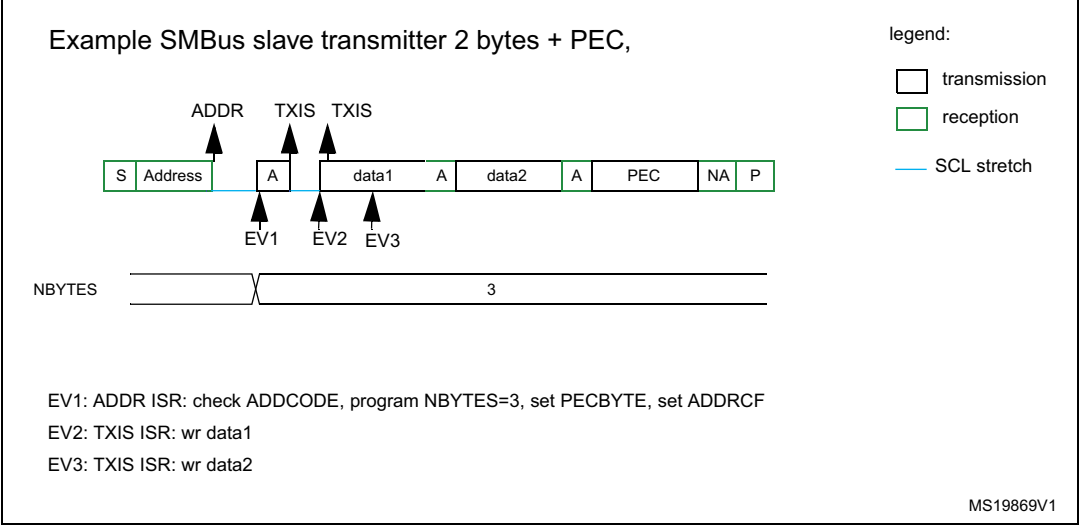 Example SMBus slave transmitter 2 bytes + PEC,
legend:
transmission
reception
SCL stretch
ADDR TXIS TXIS
S Address A data1 A data2 A PEC NA P
EV1 EV2 EV3
NBYTES 3
EV1: ADDR ISR: check ADDCODE, program NBYTES=3, set PECBYTE, set ADDRCF
EV2: TXIS ISR: wr data1
EV3: TXIS ISR: wr data2
MS19869V1